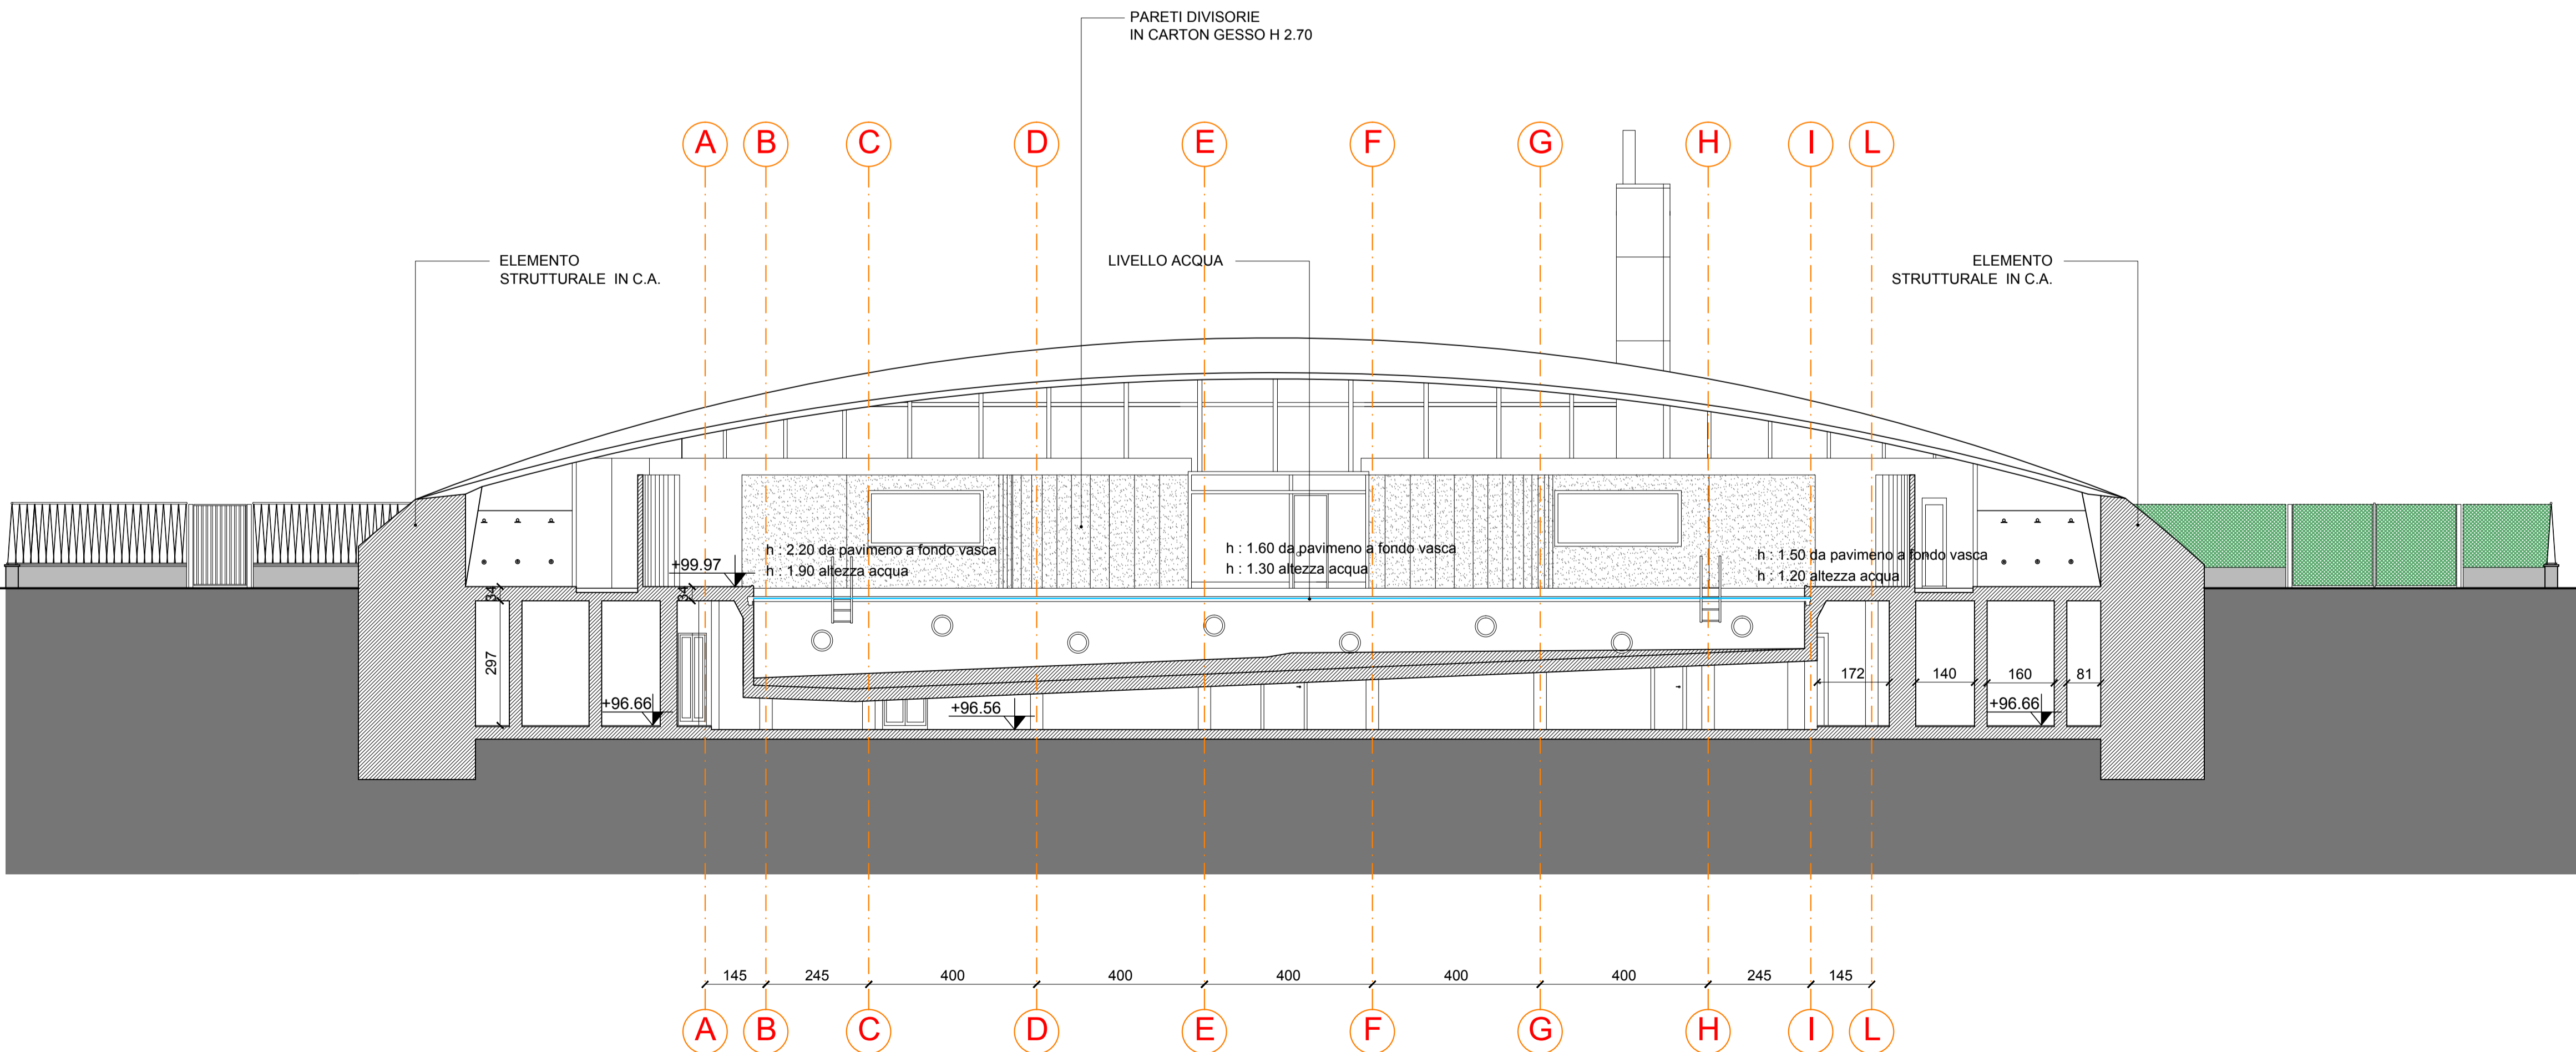 PARETI DIVISORIE
IN CARTON GESSO H 2.70
A B C D E F G H I L
ELEMENTO
STRUTTURALE IN C.A.
LIVELLO ACQUA
ELEMENTO
STRUTTURALE IN C.A.
h : 2.20 da pavimeno a fondo vasca
h : 1.90 altezza acqua
h : 1.60 da pavimeno a fondo vasca
h : 1.30 altezza acqua
h : 1.50 da pavimeno a fondo vasca
h : 1.20 altezza acqua
+99.97
34
34
297
172
140
160
81
+96.66
+96.56
+96.66
145 245 400 400 400 400 400 245 145
A B C D E F G H I L